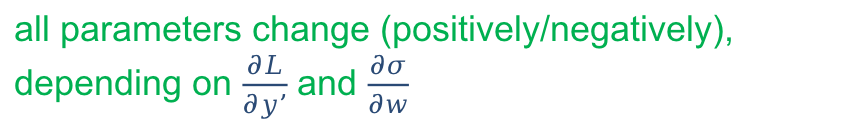 all parameters change (positively/negatively),
depending on ∂L/∂y′ and ∂σ/∂w